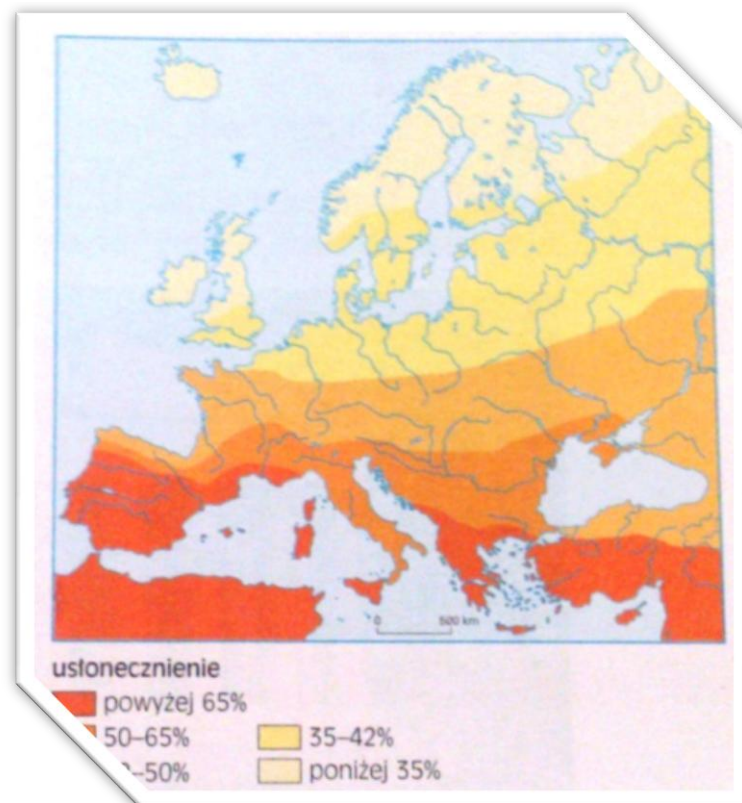 0 500 km
usłonecznienie
powyżej 65%
50–65% 35–42%
–50% poniżej 35%